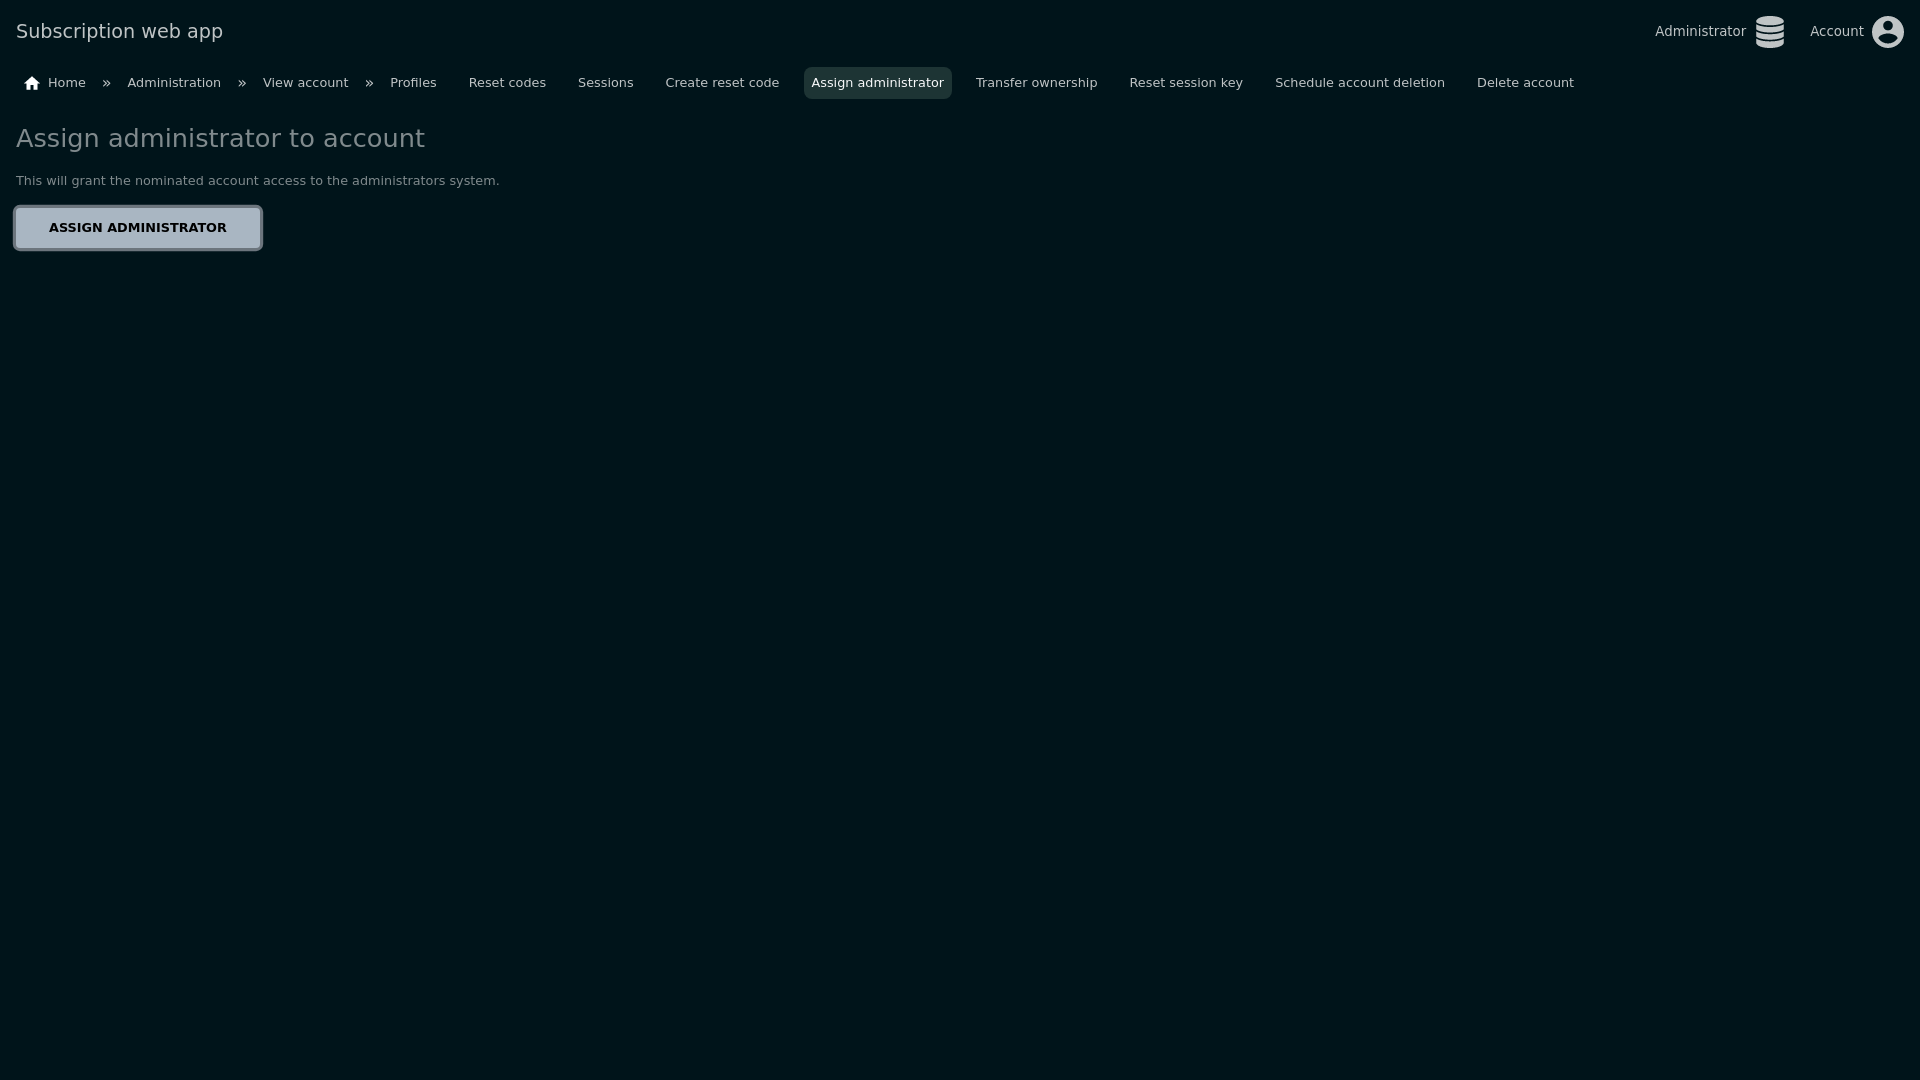 Subscription web app
Administrator
Account
Home » Administration » View account » Profiles Reset codes Sessions Create reset code Assign administrator Transfer ownership Reset session key Schedule account deletion Delete account
Assign administrator to account
This will grant the nominated account access to the administrators system.
ASSIGN ADMINISTRATOR